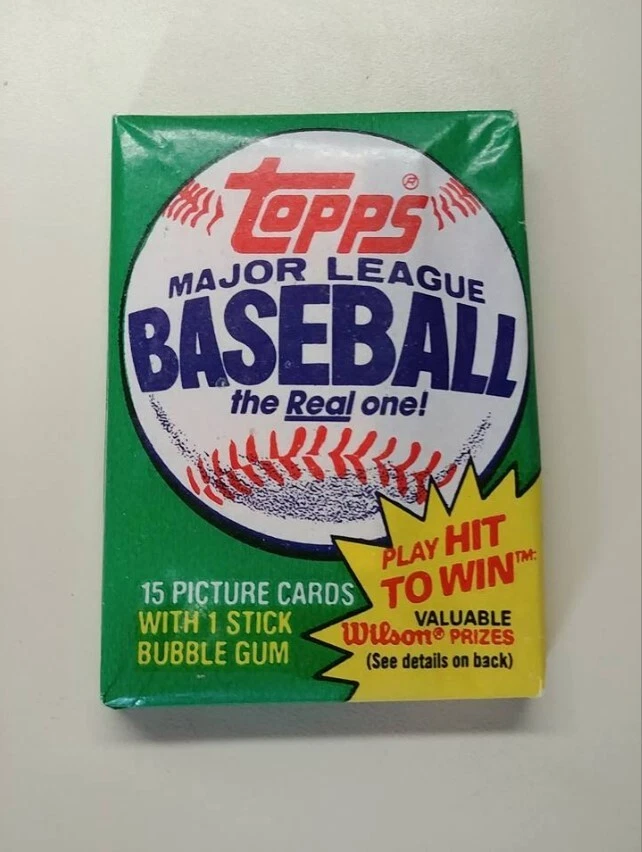 Topps®
MAJOR LEAGUE
BASEBALL
the Real one!
PLAY HIT
TO WIN™:
15 PICTURE CARDS
WITH 1 STICK
BUBBLE GUM
VALUABLE
Wilson® PRIZES
(See details on back)